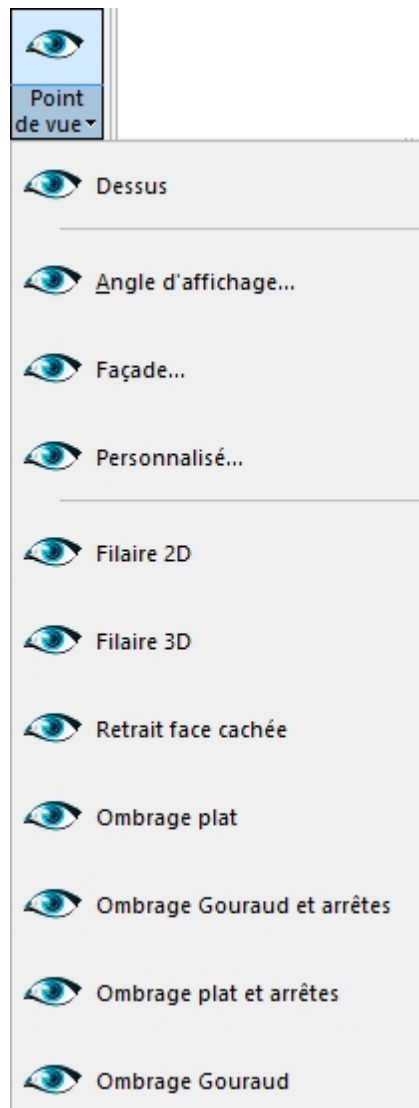 Point
de vue
Dessus
Angle d'affichage...
Façade...
Personnalisé...
Filaire 2D
Filaire 3D
Retrait face cachée
Ombrage plat
Ombrage Gouraud et arrêtes
Ombrage plat et arrêtes
Ombrage Gouraud